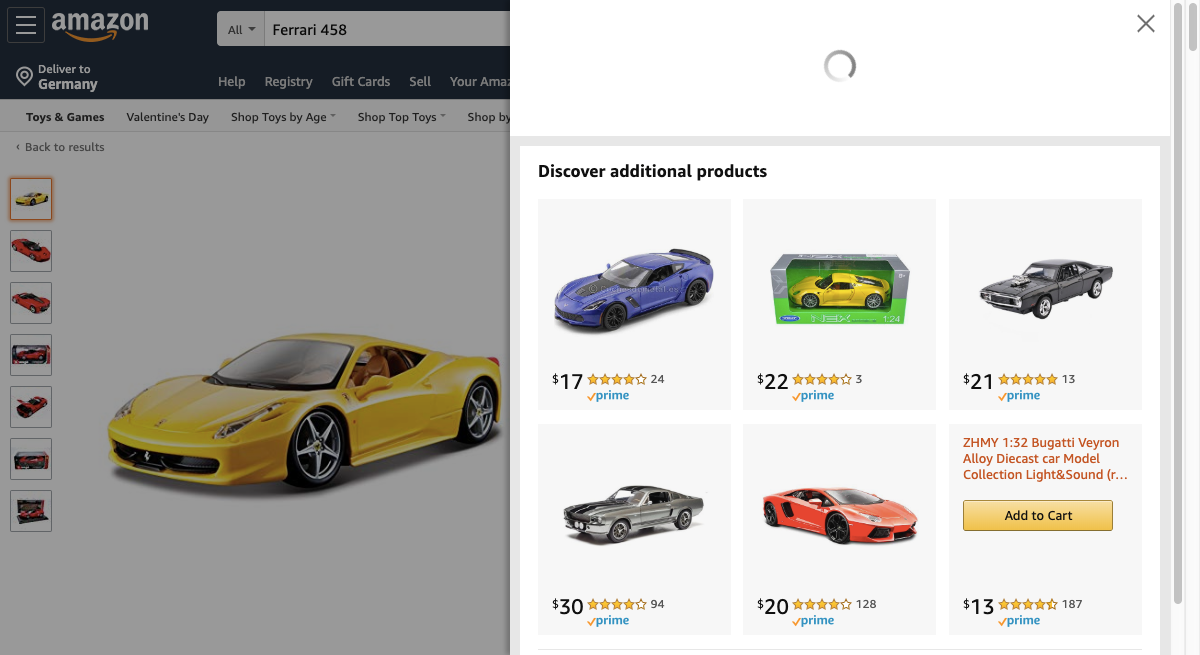 amazon
All
Ferrari 458
Deliver to
Germany
Help
Registry
Gift Cards
Sell
Your Amaz
Toys & Games
Valentine's Day
Shop Toys by Age
Shop Top Toys
Shop by
‹ Back to results
Discover additional products
$17 24
prime
$22 3
prime
$21 13
prime
$30 94
prime
$20 128
prime
ZHMY 1:32 Bugatti Veyron
Alloy Diecast car Model
Collection Light&Sound (r…
Add to Cart
$13 187
prime